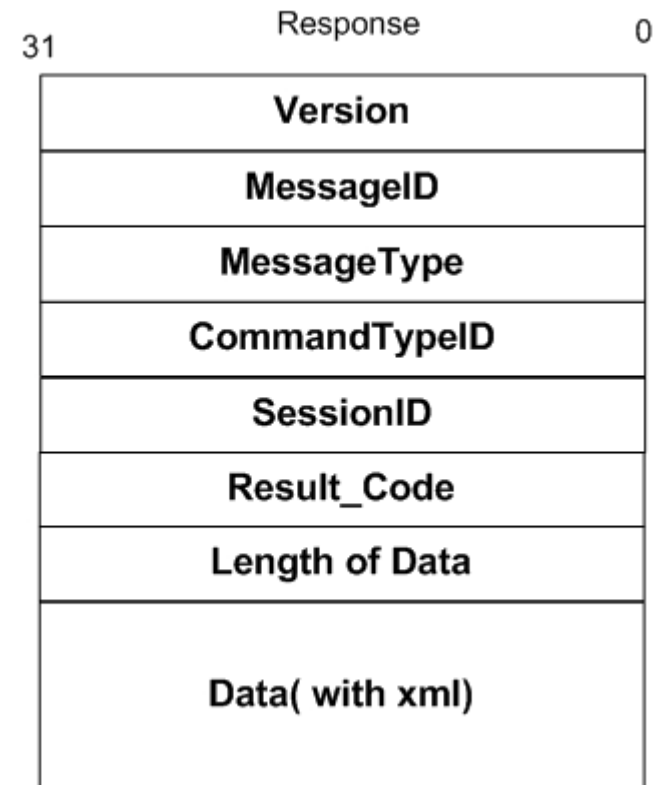 Response
31 0
Version
MessageID
MessageType
CommandTypeID
SessionID
Result_Code
Length of Data
Data( with xml)